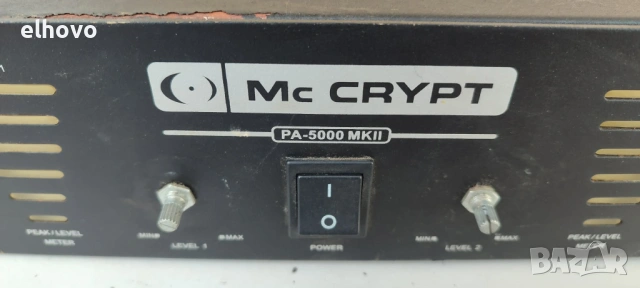 elhovo
Mc CRYPT
PA-5000 MKII
I
O
PEAK/LEVEL
METER
MIN
MAX
LEVEL 1
POWER
MIN
MAX
LEVEL 2
PEAK/LEVEL
BAZAR